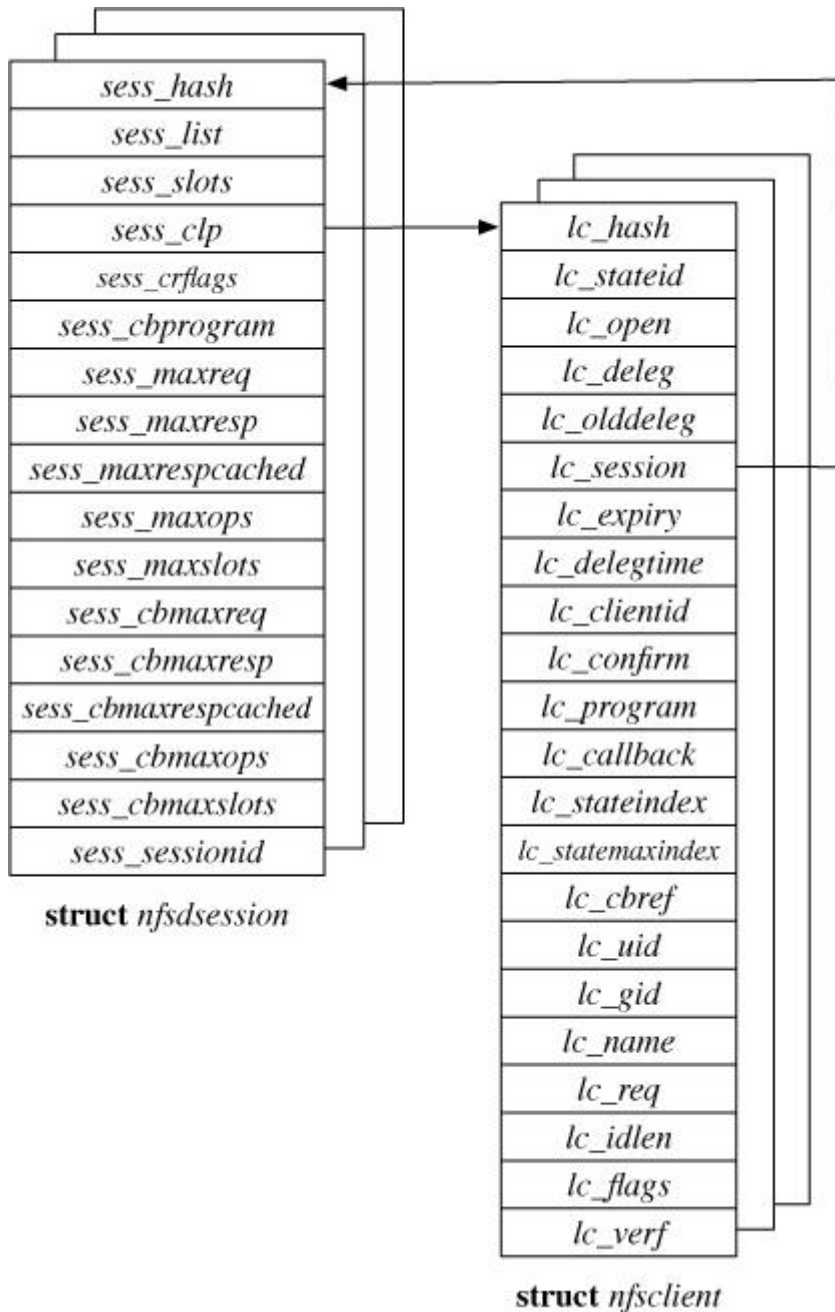 sess_hash
sess_list
sess_slots
sess_clp
sess_crflags
sess_cbprogram
sess_maxreq
sess_maxresp
sess_maxrespcached
sess_maxops
sess_maxslots
sess_cbmaxreq
sess_cbmaxresp
sess_cbmaxrespcached
sess_cbmaxops
sess_cbmaxslots
sess_sessionid
struct nfsdsession
lc_hash
lc_stateid
lc_open
lc_deleg
lc_olddeleg
lc_session
lc_expiry
lc_delegtime
lc_clientid
lc_confirm
lc_program
lc_callback
lc_stateindex
lc_statemaxindex
lc_cbref
lc_uid
lc_gid
lc_name
lc_req
lc_idlen
lc_flags
lc_verf
struct nfsclient